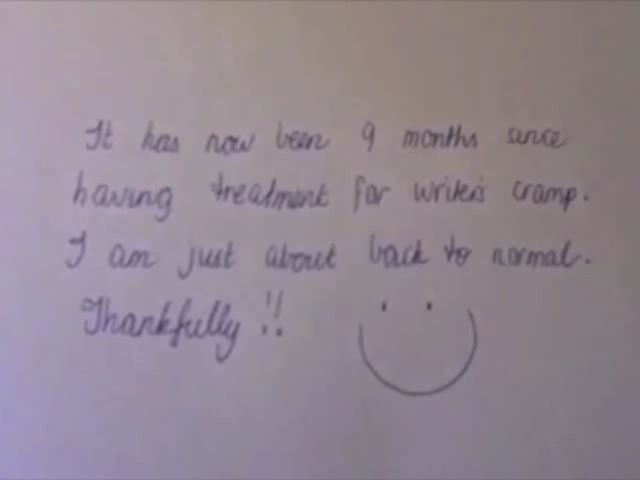 It has now been 9 months since
having treatment for writer's cramp.
I am just about back to normal.
Thankfully !!